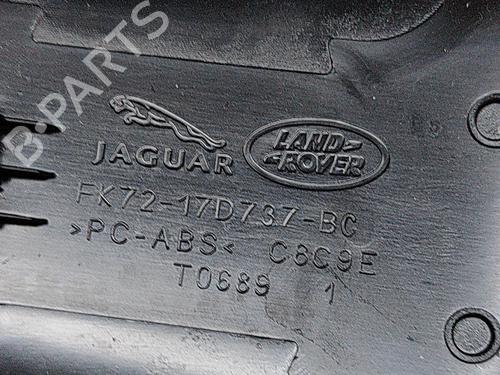 B-PARTS
JAGUAR
LAND ROVER
FK72-17D737-BC
>PC-ABS< C8C9E
T0689 1